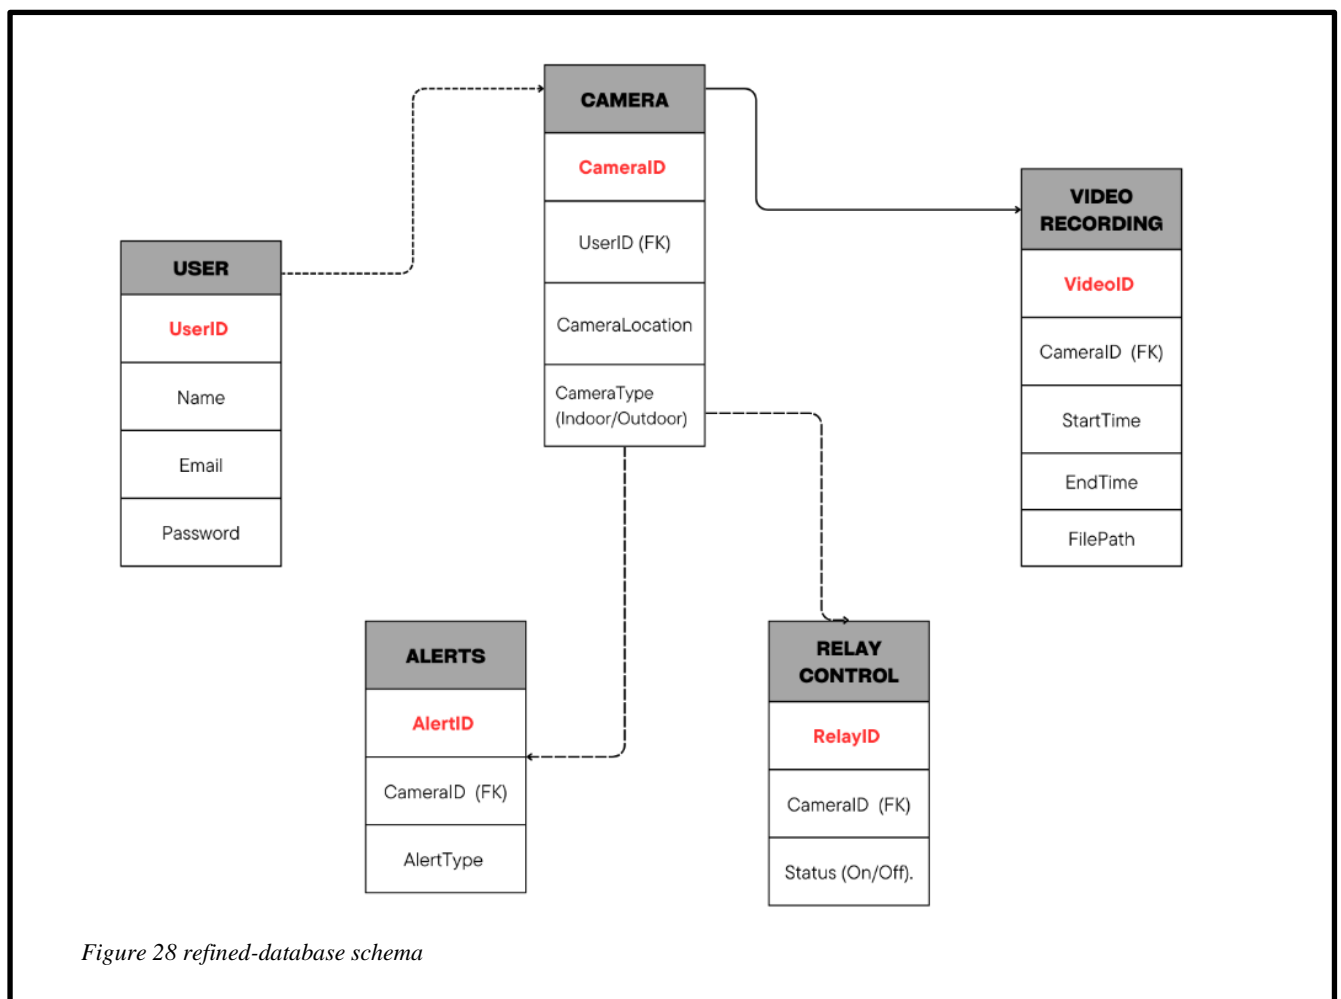 CAMERA
CameraID
UserID (FK)
CameraLocation
CameraType
(Indoor/Outdoor)
VIDEO
RECORDING
VideoID
CameraID (FK)
StartTime
EndTime
FilePath
USER
UserID
Name
Email
Password
ALERTS
AlertID
CameraID (FK)
AlertType
RELAY
CONTROL
RelayID
CameraID (FK)
Status (On/Off).
Figure 28 refined-database schema